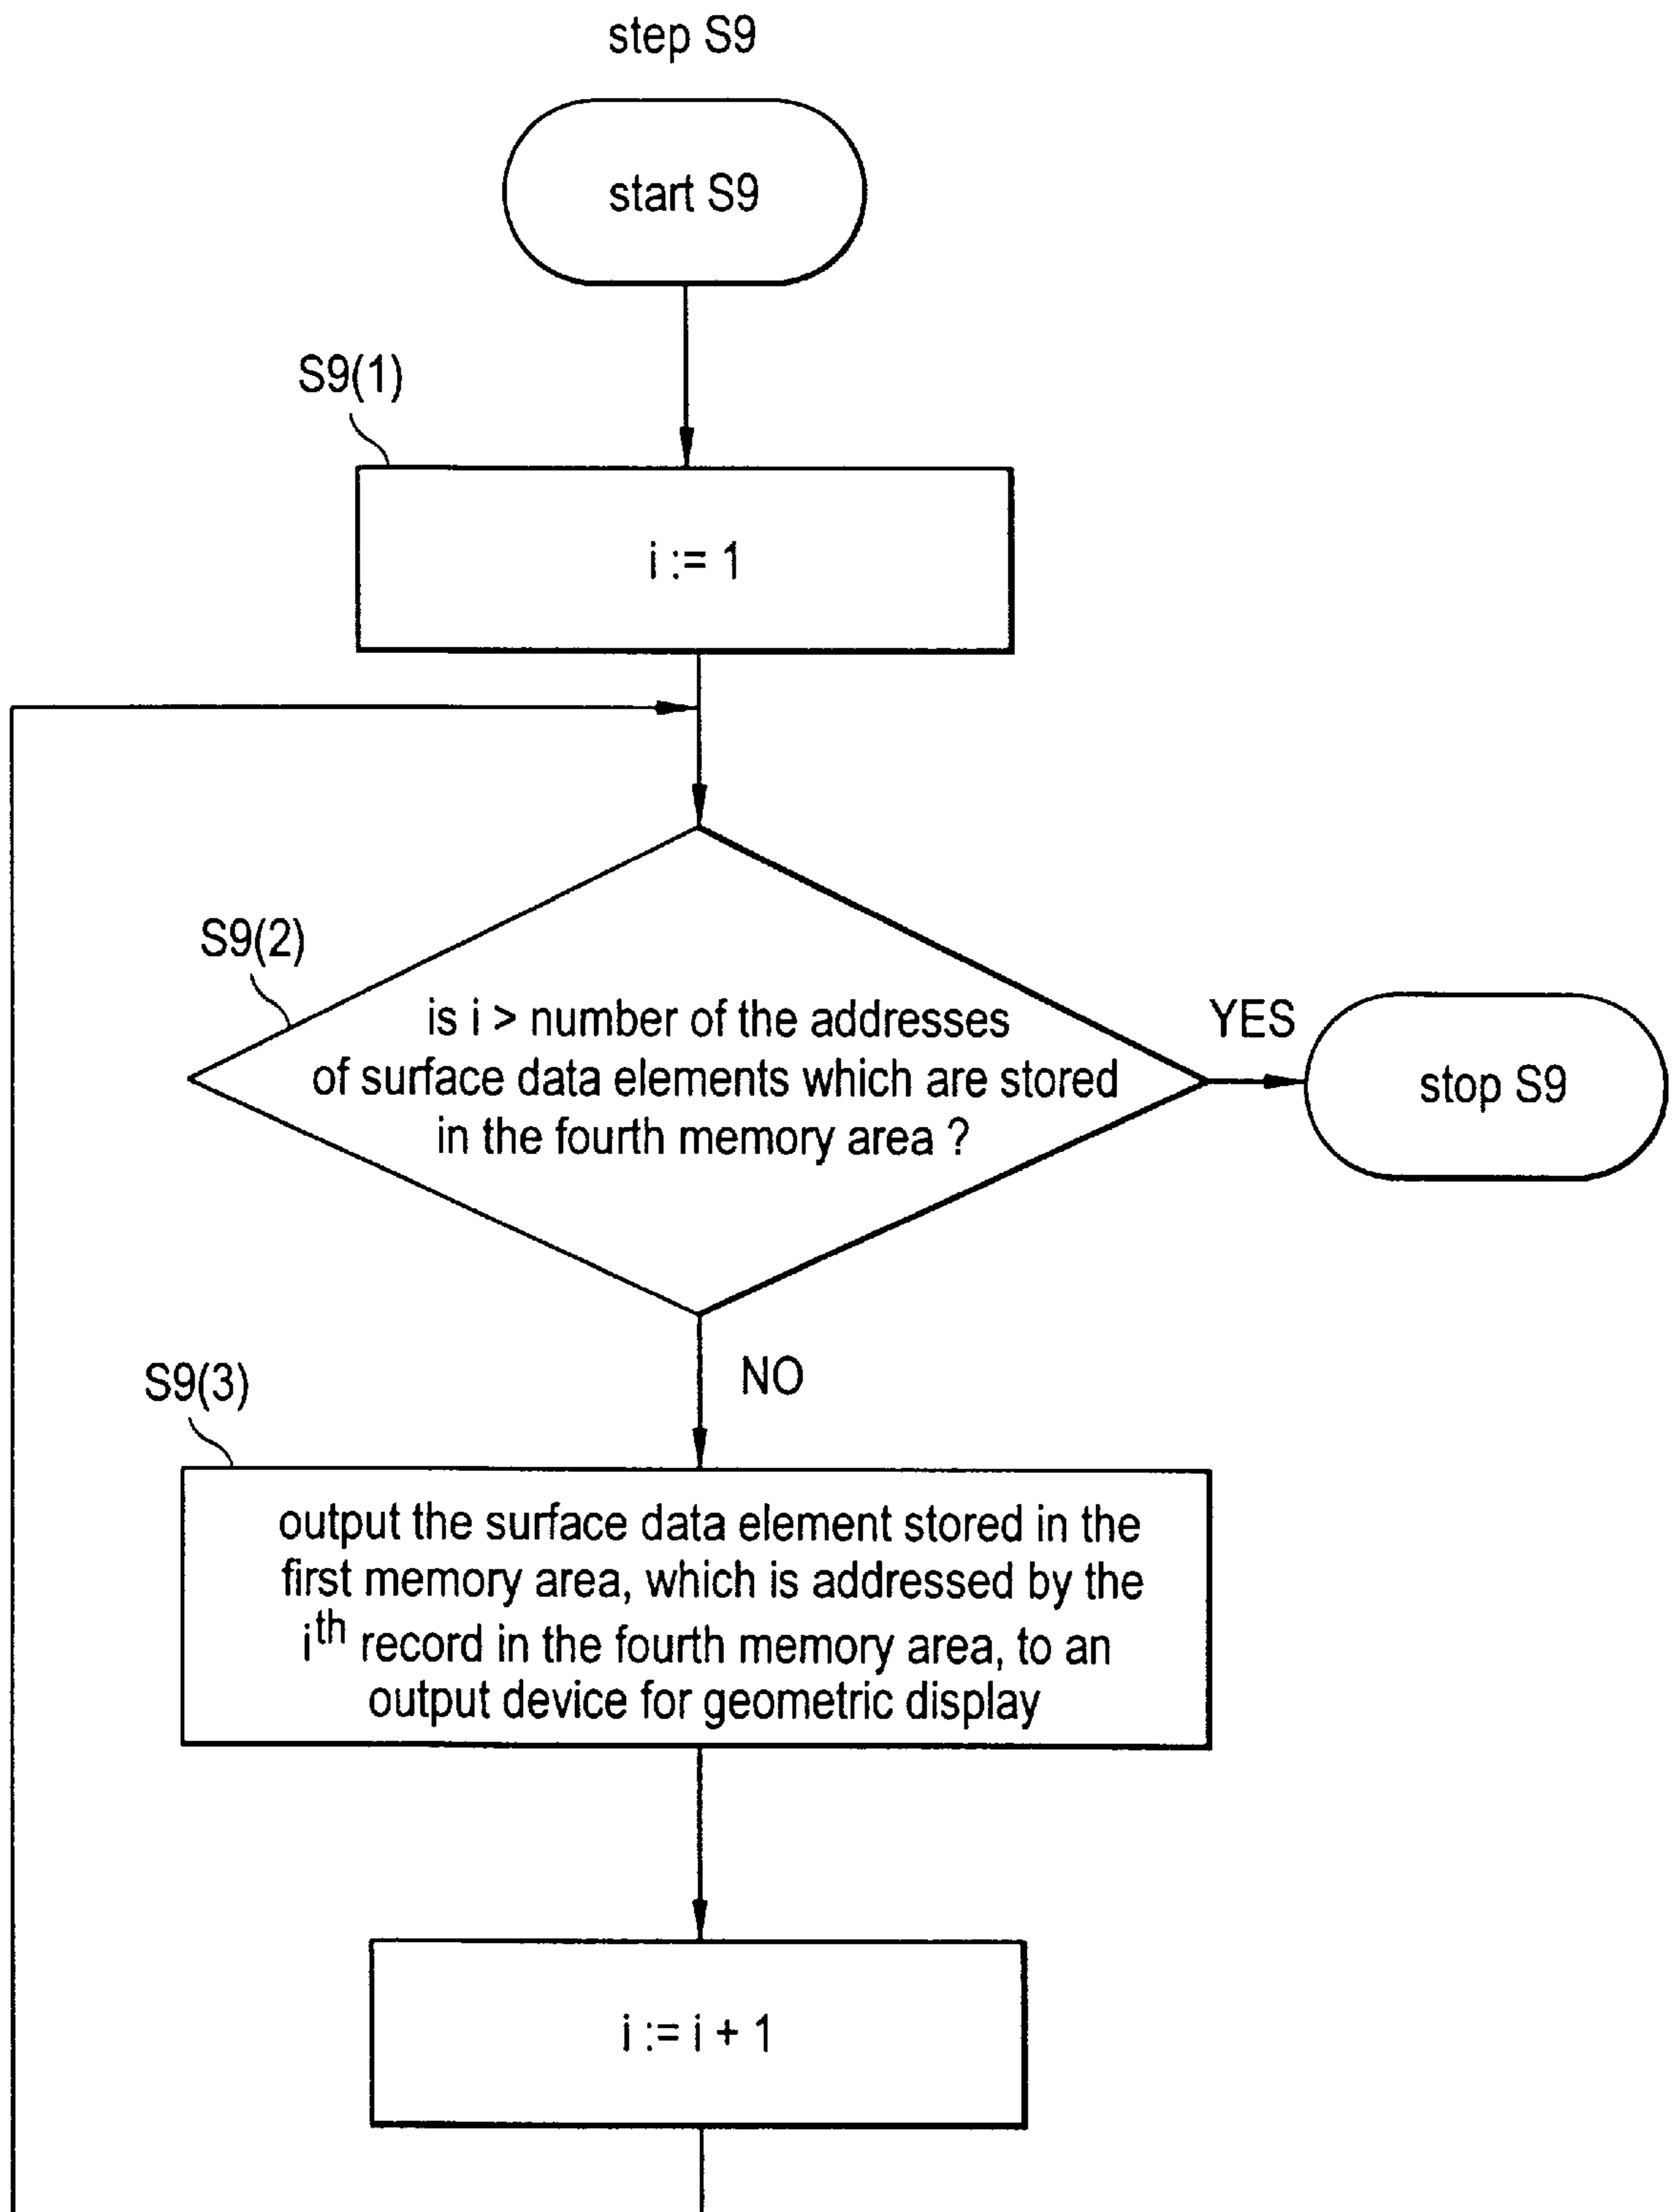 step S9
start S9
S9(1)
i := 1
S9(2)
is i > number of the addresses
of surface data elements which are stored
in the fourth memory area ?
YES
stop S9
NO
S9(3)
output the surface data element stored in the
first memory area, which is addressed by the
ith record in the fourth memory area, to an
output device for geometric display
i := i + 1